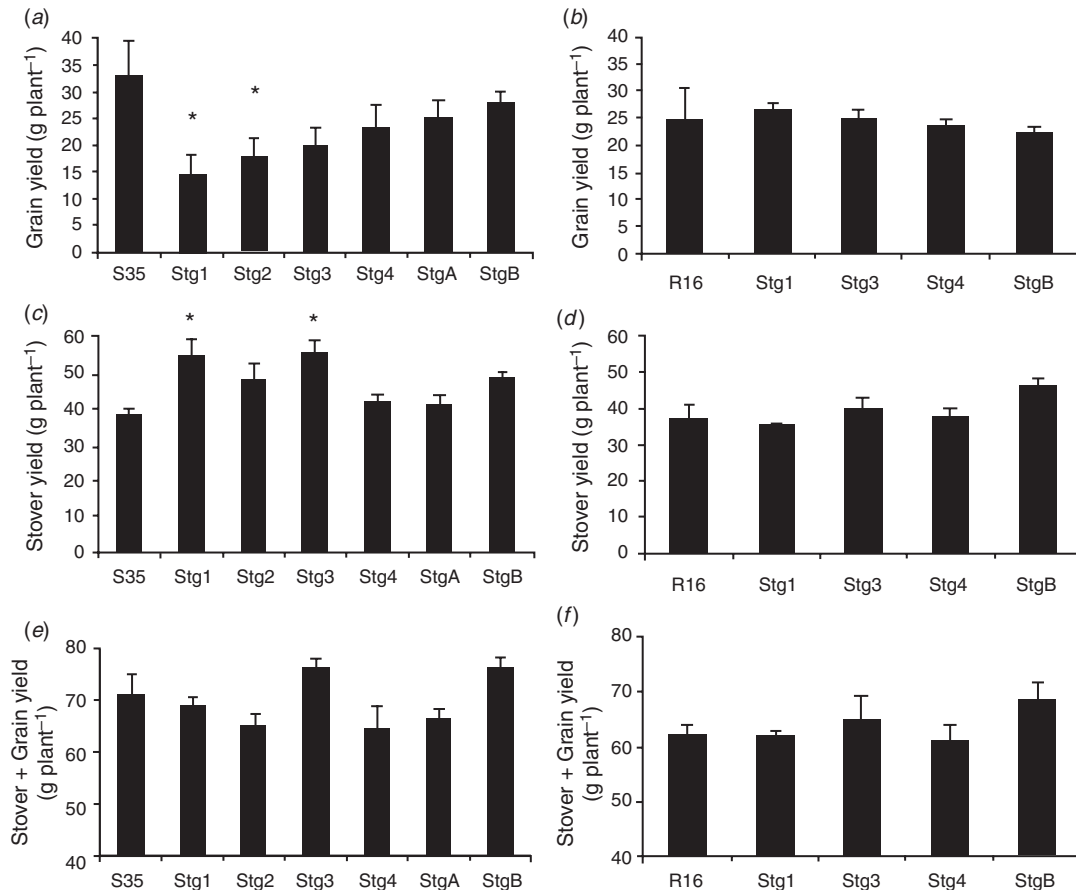 (a)
Grain yield (g plant⁻¹)
40
35
30
25
20
15
10
5
0
* *
S35 Stg1 Stg2 Stg3 Stg4 StgA StgB
(b)
Grain yield (g plant⁻¹)
40
35
30
25
20
15
10
5
0
R16 Stg1 Stg3 Stg4 StgB
(c)
Stover yield (g plant⁻¹)
60
50
40
30
20
10
0
* *
S35 Stg1 Stg2 Stg3 Stg4 StgA StgB
(d)
Stover yield (g plant⁻¹)
60
50
40
30
20
10
0
R16 Stg1 Stg3 Stg4 StgB
(e)
Stover + Grain yield
(g plant⁻¹)
80
70
60
50
40
S35 Stg1 Stg2 Stg3 Stg4 StgA StgB
(f)
Stover + Grain yield
(g plant⁻¹)
80
70
60
50
40
R16 Stg1 Stg3 Stg4 StgB